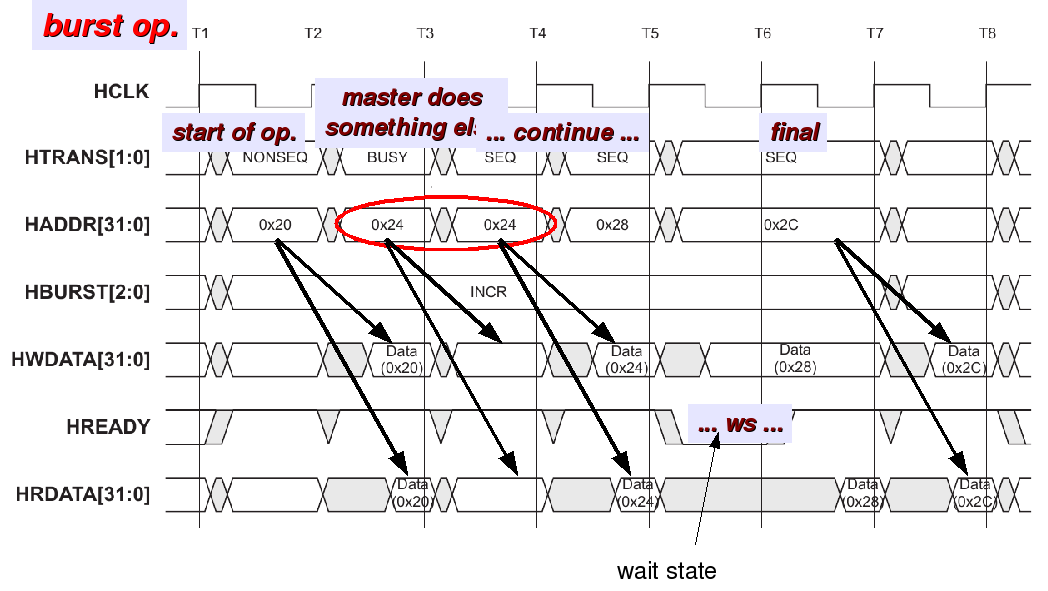 burst op.
T1 T2 T3 T4 T5 T6 T7 T8
HCLK
master does
something
start of op.
... continue ...
final
HTRANS[1:0] NONSEQ BUSY SEQ SEQ SEQ
HADDR[31:0] 0x20 0x24 0x24 0x28 0x2C
HBURST[2:0] INCR
HWDATA[31:0] Data (0x20) Data (0x24) Data (0x28) Data (0x2C)
HREADY
... ws ...
HRDATA[31:0] Data (0x20) Data (0x24) Data (0x28) Data (0x2C)
wait state